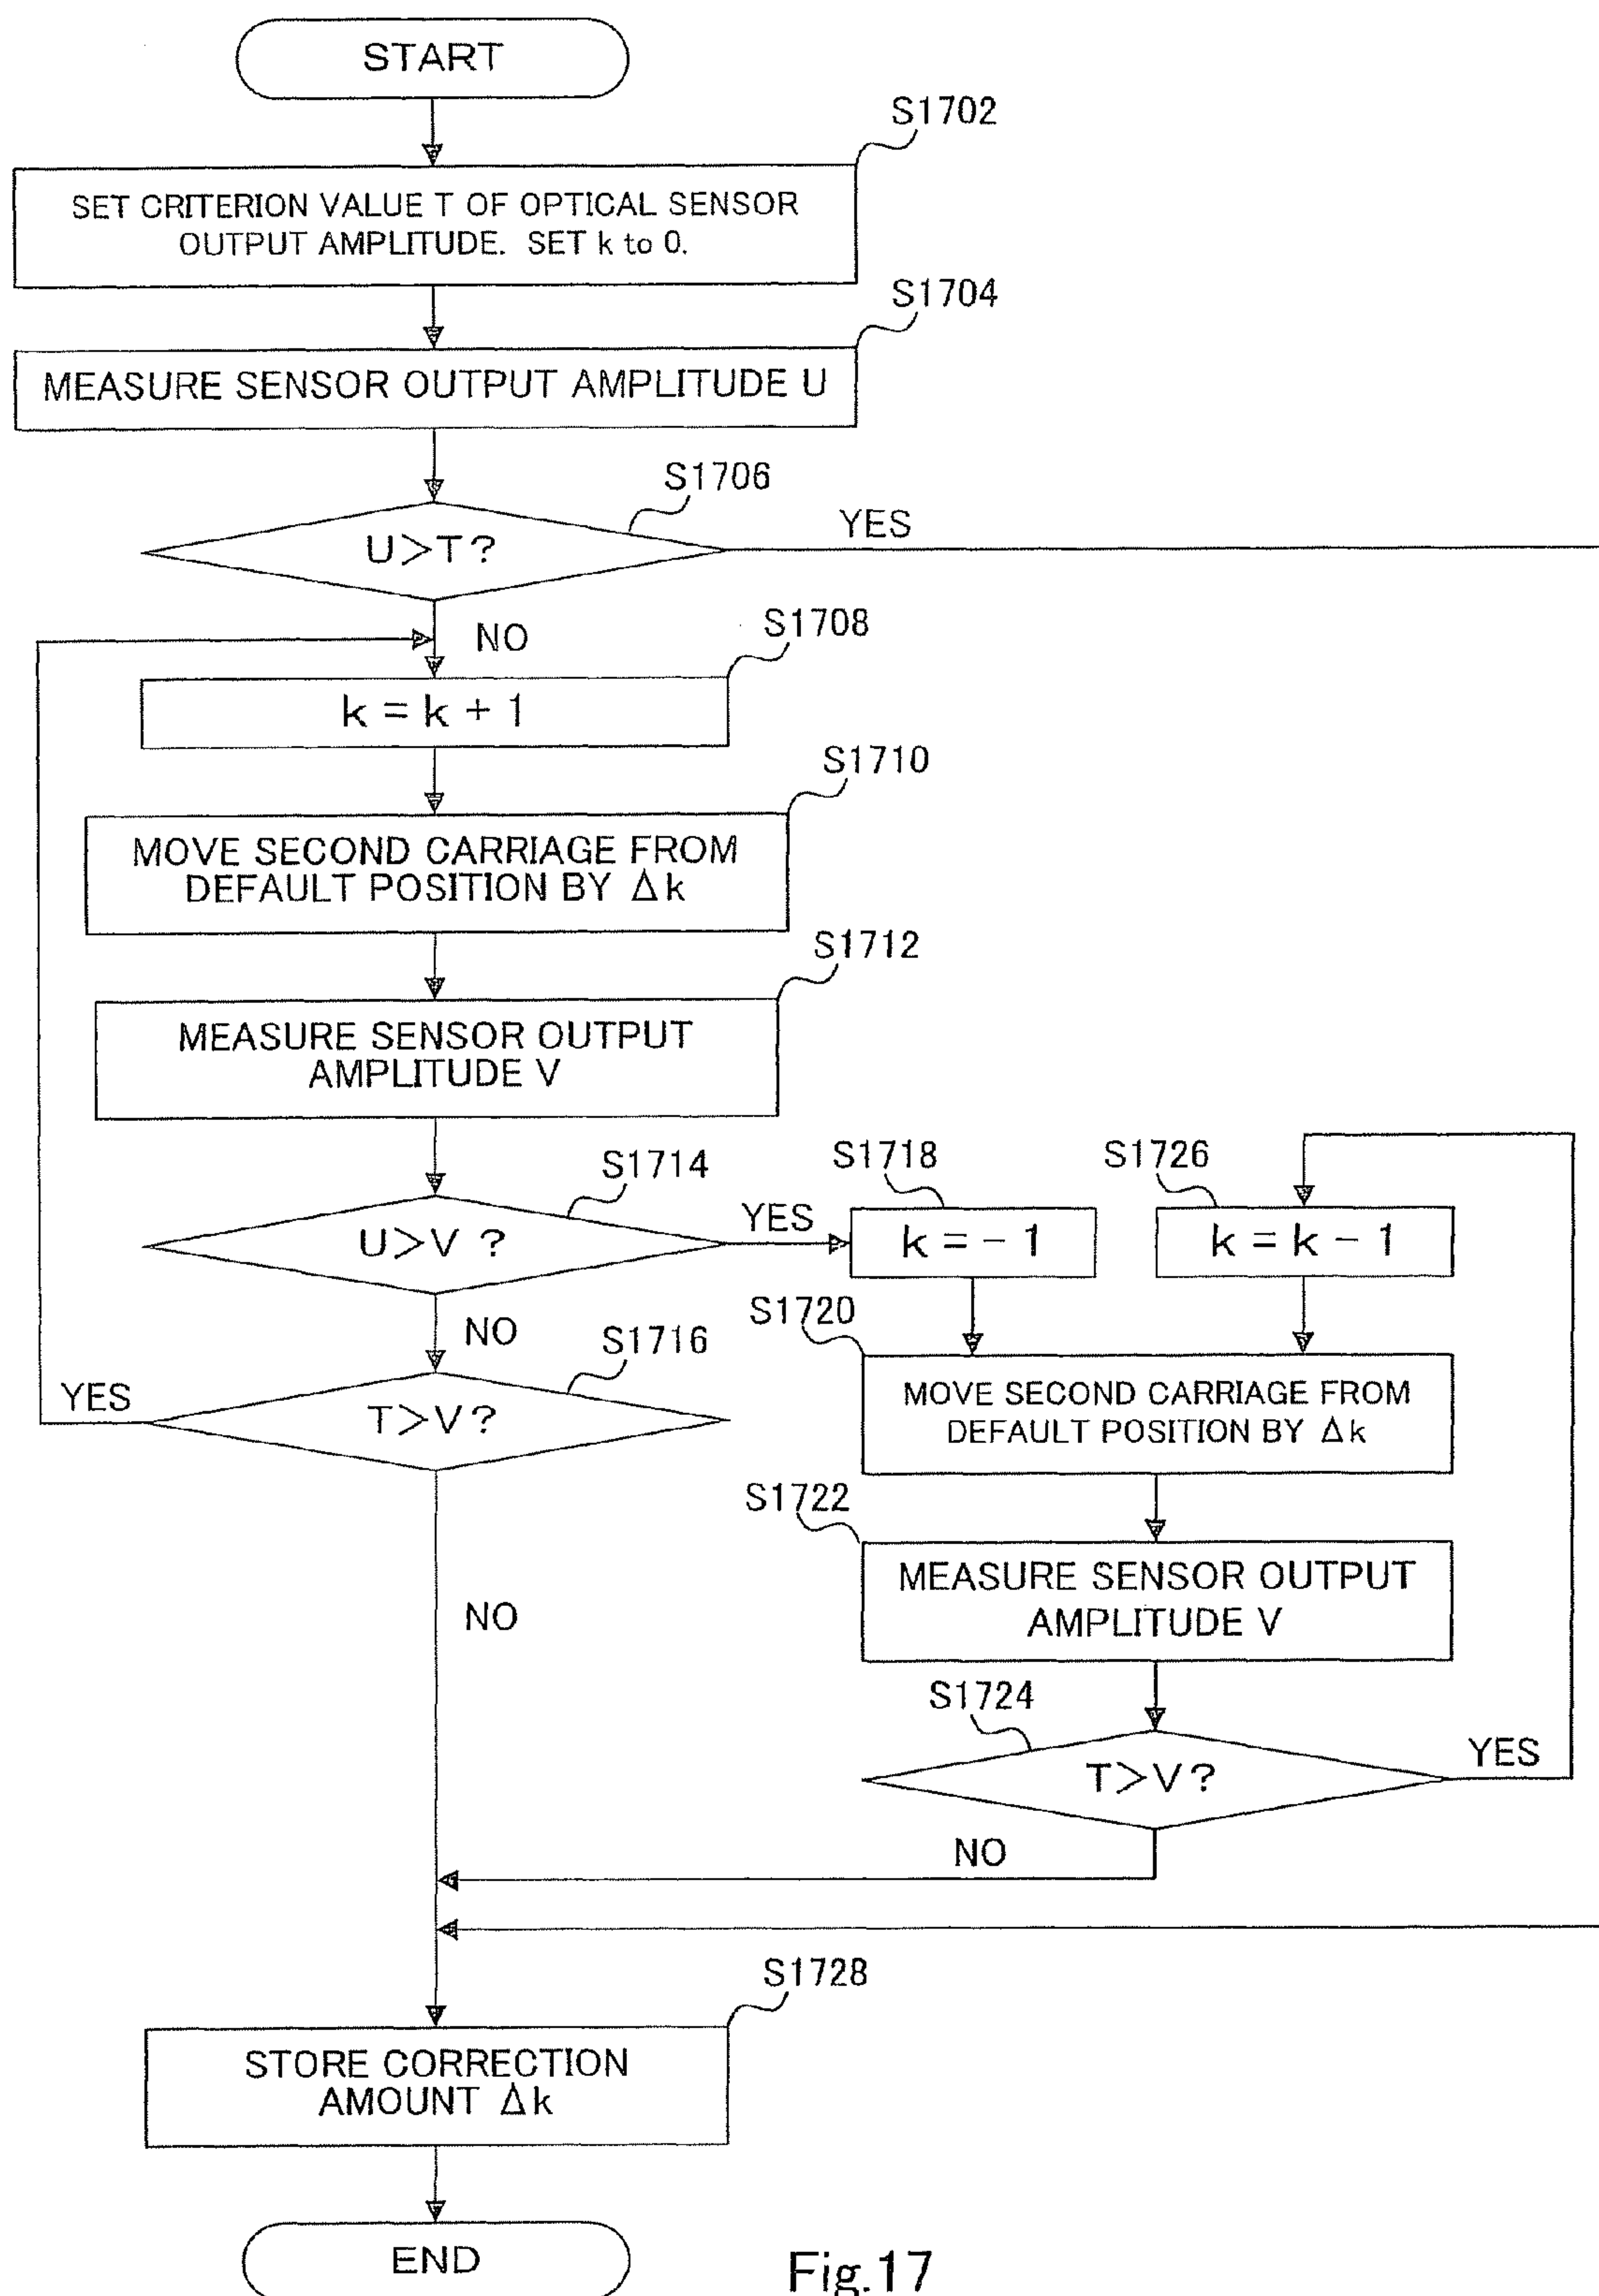 START
S1702
SET CRITERION VALUE T OF OPTICAL SENSOR
OUTPUT AMPLITUDE. SET k to 0.
S1704
MEASURE SENSOR OUTPUT AMPLITUDE U
S1706
U>T?
YES
NO
S1708
k = k + 1
S1710
MOVE SECOND CARRIAGE FROM
DEFAULT POSITION BY Δk
S1712
MEASURE SENSOR OUTPUT
AMPLITUDE V
S1714
U>V ?
YES
NO
S1716
T>V?
YES
NO
S1718
k = - 1
S1726
k = k - 1
S1720
MOVE SECOND CARRIAGE FROM
DEFAULT POSITION BY Δk
S1722
MEASURE SENSOR OUTPUT
AMPLITUDE V
S1724
T>V?
YES
NO
S1728
STORE CORRECTION
AMOUNT Δk
END
Fig.17